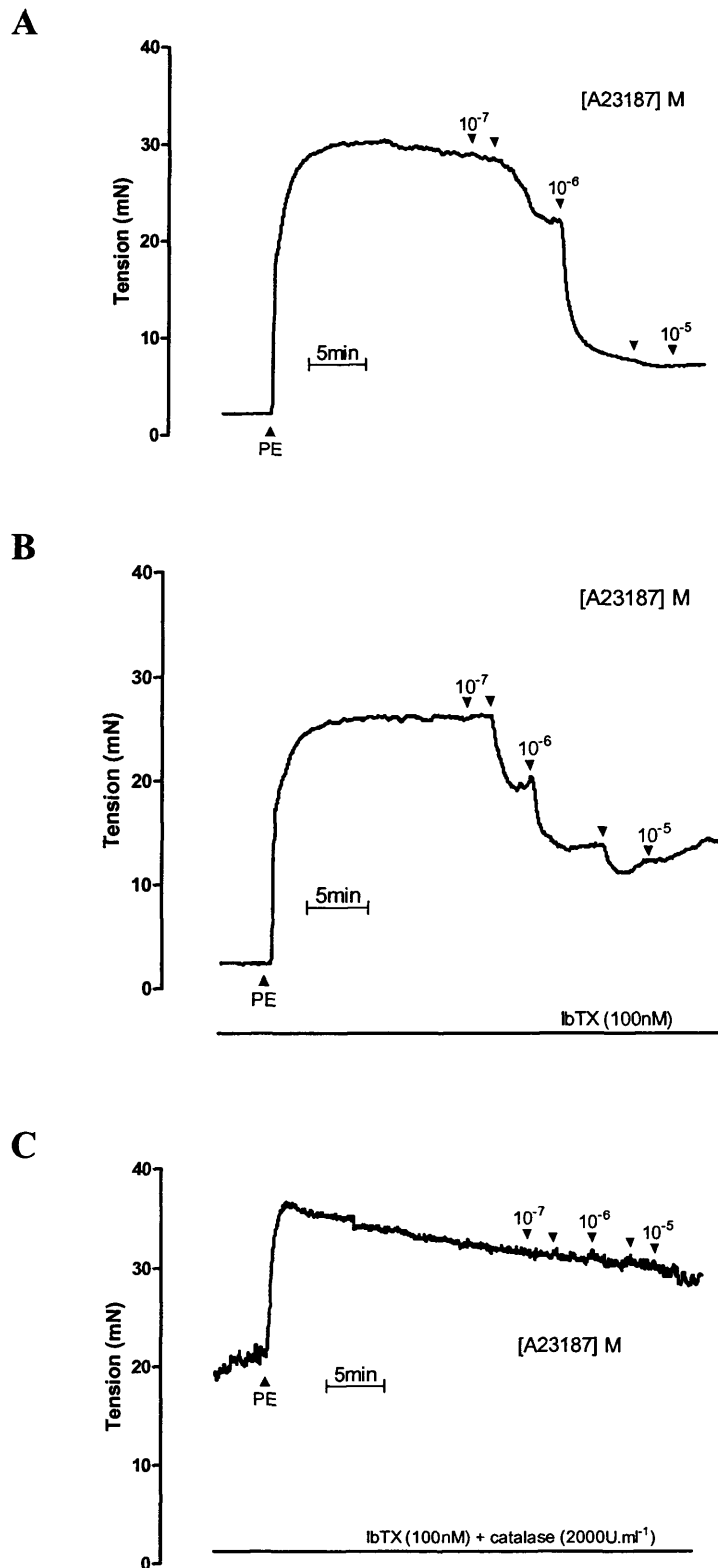 A
40
[A23187] M
10⁻⁷
30
10⁻⁶
Tension (mN)
20
5min
10⁻⁵
10
0
PE
B
40
[A23187] M
30
10⁻⁷
10⁻⁶
Tension (mN)
20
10⁻⁵
10
5min
0
PE
IbTX (100nM)
C
40
10⁻⁷
10⁻⁶
10⁻⁵
30
Tension (mN)
[A23187] M
20
5min
PE
10
0
IbTX (100nM) + catalase (2000U.ml⁻¹)